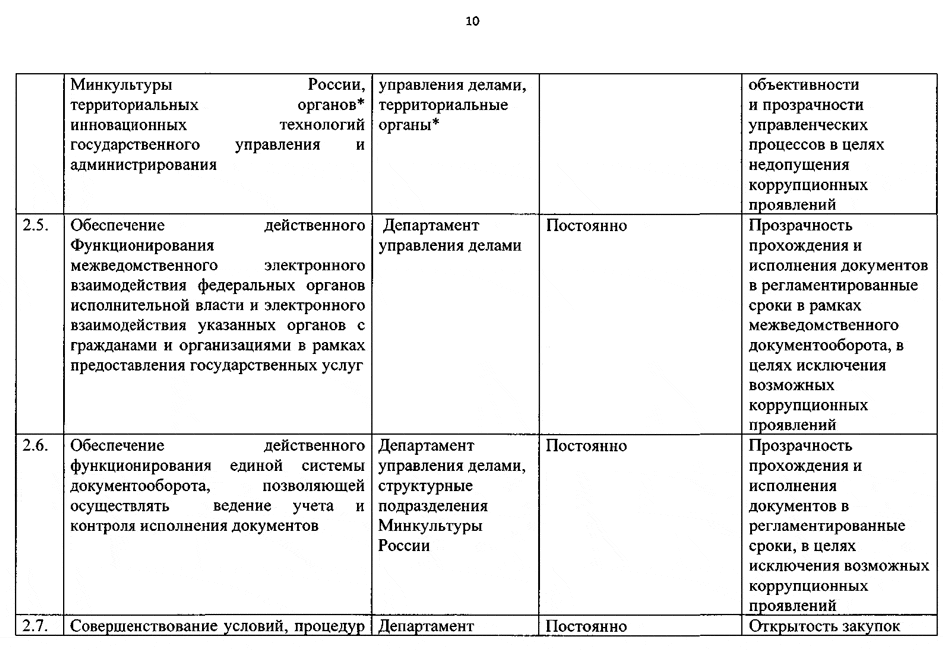 10
Минкультуры России,
территориальных органов*
инновационных технологий
государственного управления и
администрирования
управления делами,
территориальные
органы*
объективности
и прозрачности
управленческих
процессов в целях
недопущения
коррупционных
проявлений
2.5.
Обеспечение действенного
Функционирования
межведомственного электронного
взаимодействия федеральных органов
исполнительной власти и электронного
взаимодействия указанных органов с
гражданами и организациями в рамках
предоставления государственных услуг
Департамент
управления делами
Постоянно
Прозрачность
прохождения и
исполнения документов
в регламентированные
сроки в рамках
межведомственного
документооборота, в
целях исключения
возможных
коррупционных
проявлений
2.6.
Обеспечение действенного
функционирования единой системы
документооборота, позволяющей
осуществлять ведение учета и
контроля исполнения документов
Департамент
управления делами,
структурные
подразделения
Минкультуры
России
Постоянно
Прозрачность
прохождения и
исполнения
документов в
регламентированные
сроки, в целях
исключения возможных
коррупционных
проявлений
2.7.
Совершенствование условий, процедур
Департамент
Постоянно
Открытость закупок